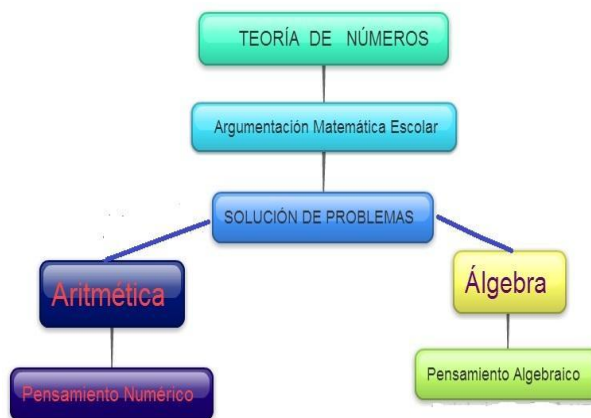 TEORÍA DE NÚMEROS
Argumentación Matemática Escolar
SOLUCIÓN DE PROBLEMAS
Aritmética
Álgebra
Pensamiento Numérico
Pensamiento Algebraico